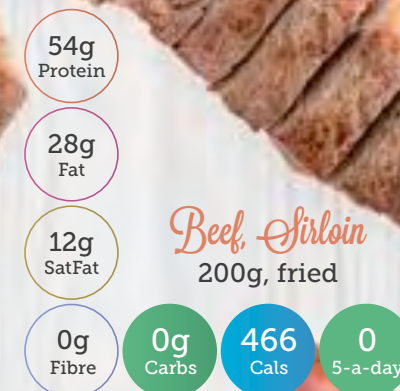 54g
Protein
28g
Fat
12g
SatFat
Beef, Sirloin
200g, fried
0g
Fibre
0g
Carbs
466
Cals
0
5-a-day